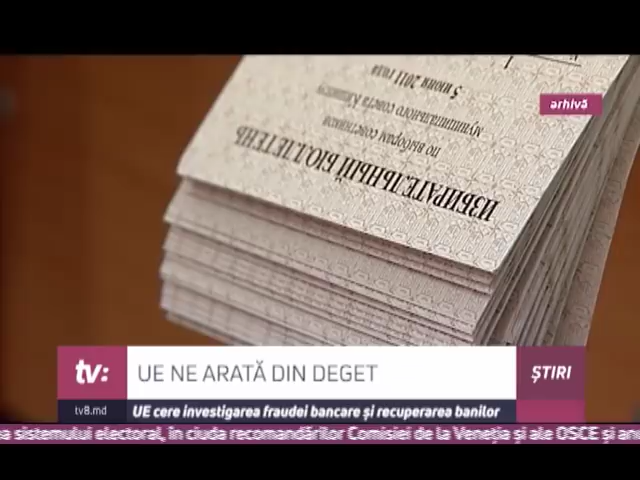 ИЗБИРАТЕЛЬНЫЙ БЮЛЛЕТЕНЬ
по выборам советников
муниципального совета Кишинэу
5 июня 2011 года
arhivă
tv: UE NE ARATĂ DIN DEGET ȘTIRI
tv8.md UE cere investigarea fraudei bancare și recuperarea banilor
sistemului electoral, în ciuda recomandărilor Comisiei de la Veneția și ale OSCE și